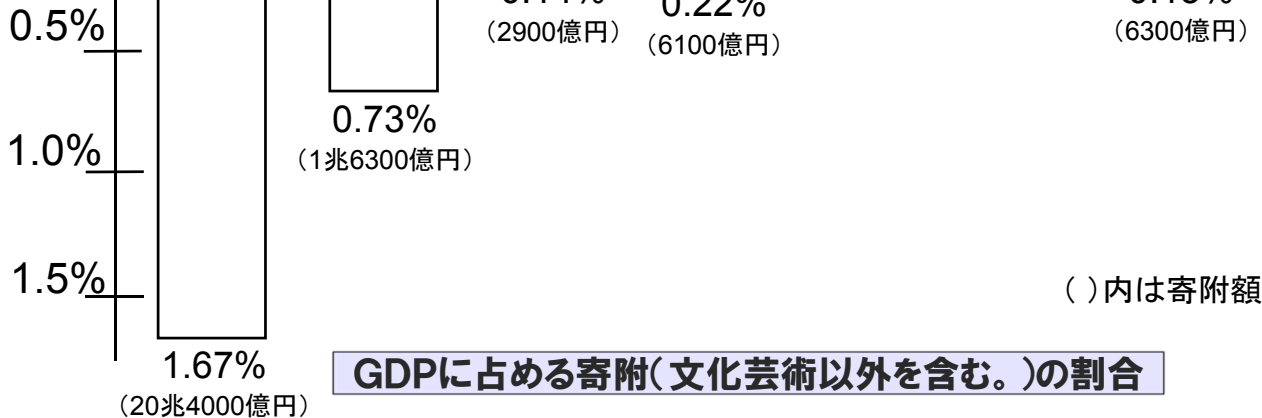 0.5%
(2900億円)
0.22%
(6100億円)
(6300億円)
0.73%
(1兆6300億円)
1.0%
1.5%
( )内は寄附額
1.67%
(20兆4000億円)
GDPに占める寄附(文化芸術以外を含む。)の割合